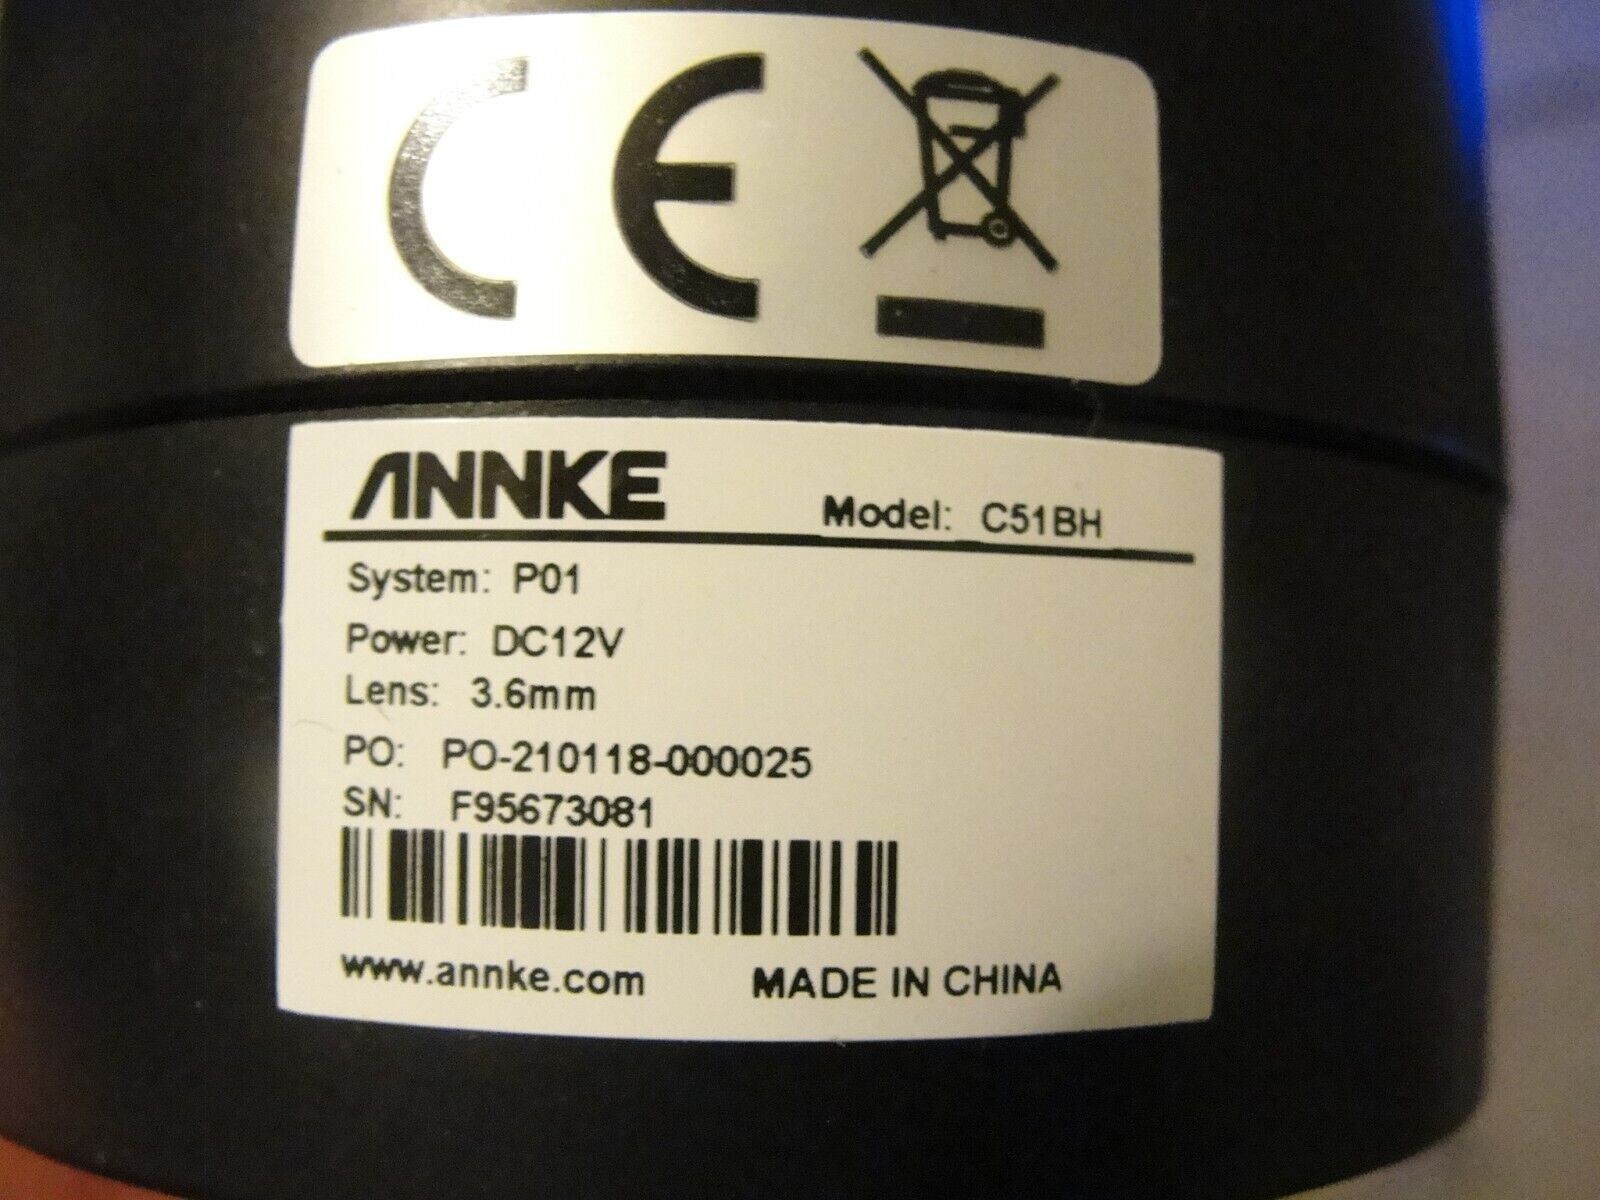 CE
ANNKE
Model: C51BH
System: P01
Power: DC12V
Lens: 3.6mm
PO: PO-210118-000025
SN: F95673081
www.annke.com MADE IN CHINA